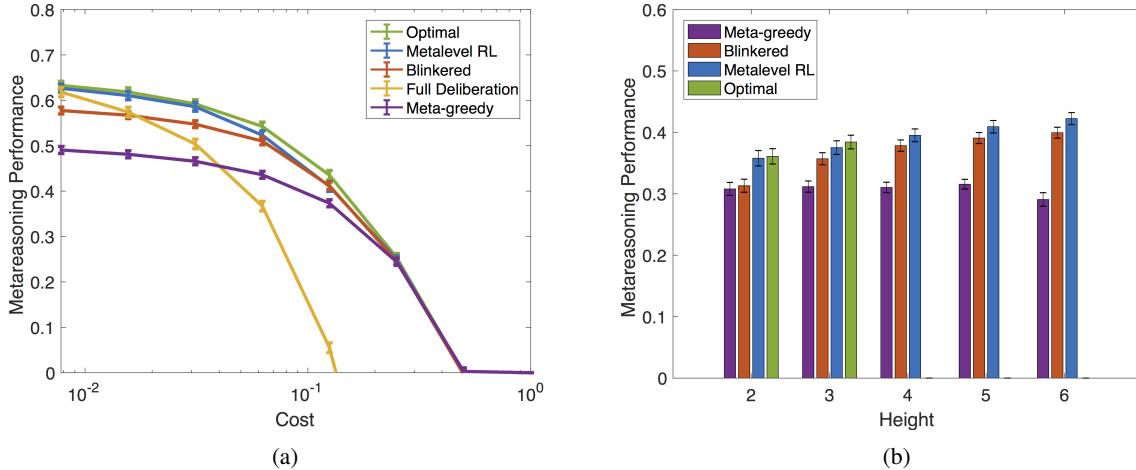 0.8
0.7
0.6
0.5
0.4
0.3
0.2
0.1
0
Metareasoning Performance
Optimal
Metalevel RL
Blinkered
Full Deliberation
Meta-greedy
10⁻²
10⁻¹
10⁰
Cost
(a)
0.6
0.5
0.4
0.3
0.2
0.1
0
Metareasoning Performance
Meta-greedy
Blinkered
Metalevel RL
Optimal
2 3 4 5 6
Height
(b)